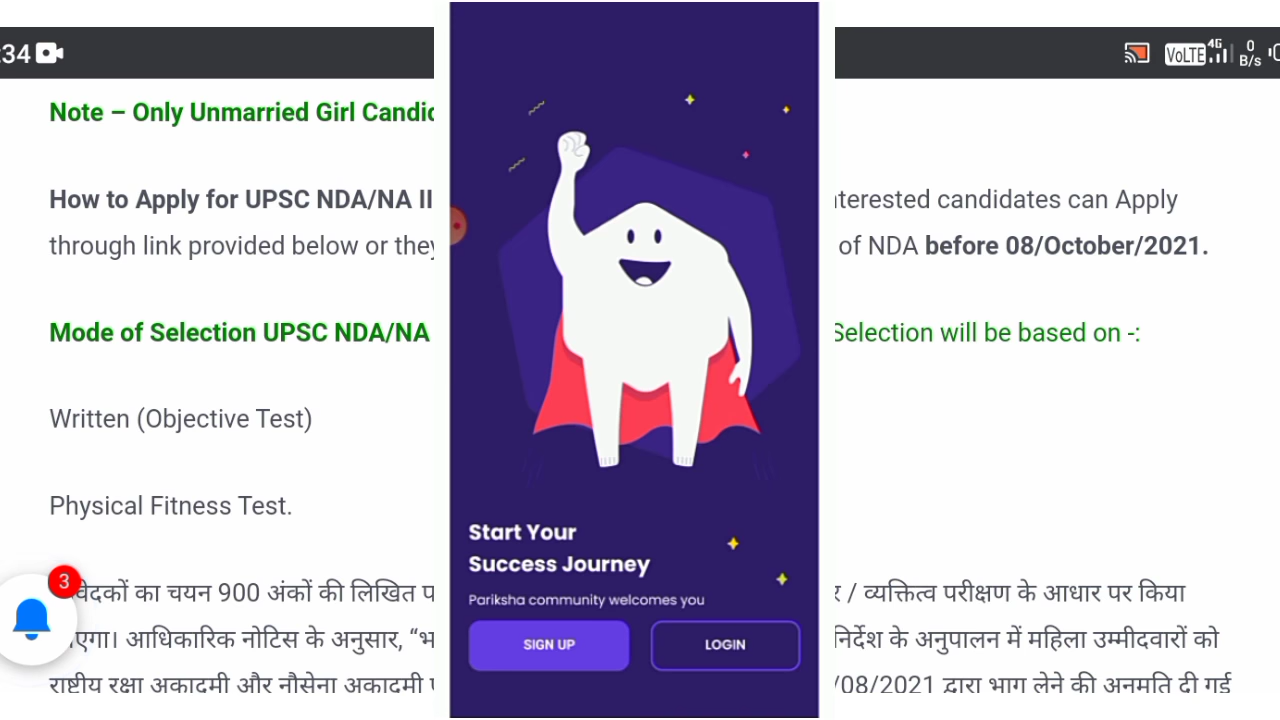 :34
VoLTE 4G 0 B/s
Note – Only Unmarried Girl
How to Apply for UPSC NDA/NA II
nterested candidates can Apply
through link provided below or they
of NDA before 08/October/2021.
Mode of Selection UPSC NDA/NA
Selection will be based on -:
Written (Objective Test)
Physical Fitness Test.
3
का चयन 900 अंकों की लिखित
/ व्यक्तित्व परीक्षण के आधार पर किया
आधिकारिक नोटिस के अनुसार, “
निर्देश के अनुपालन में महिला उम्मीदवारों को
राष्ट्रीय रक्षा अकादमी और नौसेना अकादमी
/08/2021 द्वारा भाग लेने की अनुमति दी गई
Start Your
Success Journey
Pariksha community welcomes you
SIGN UP
LOGIN